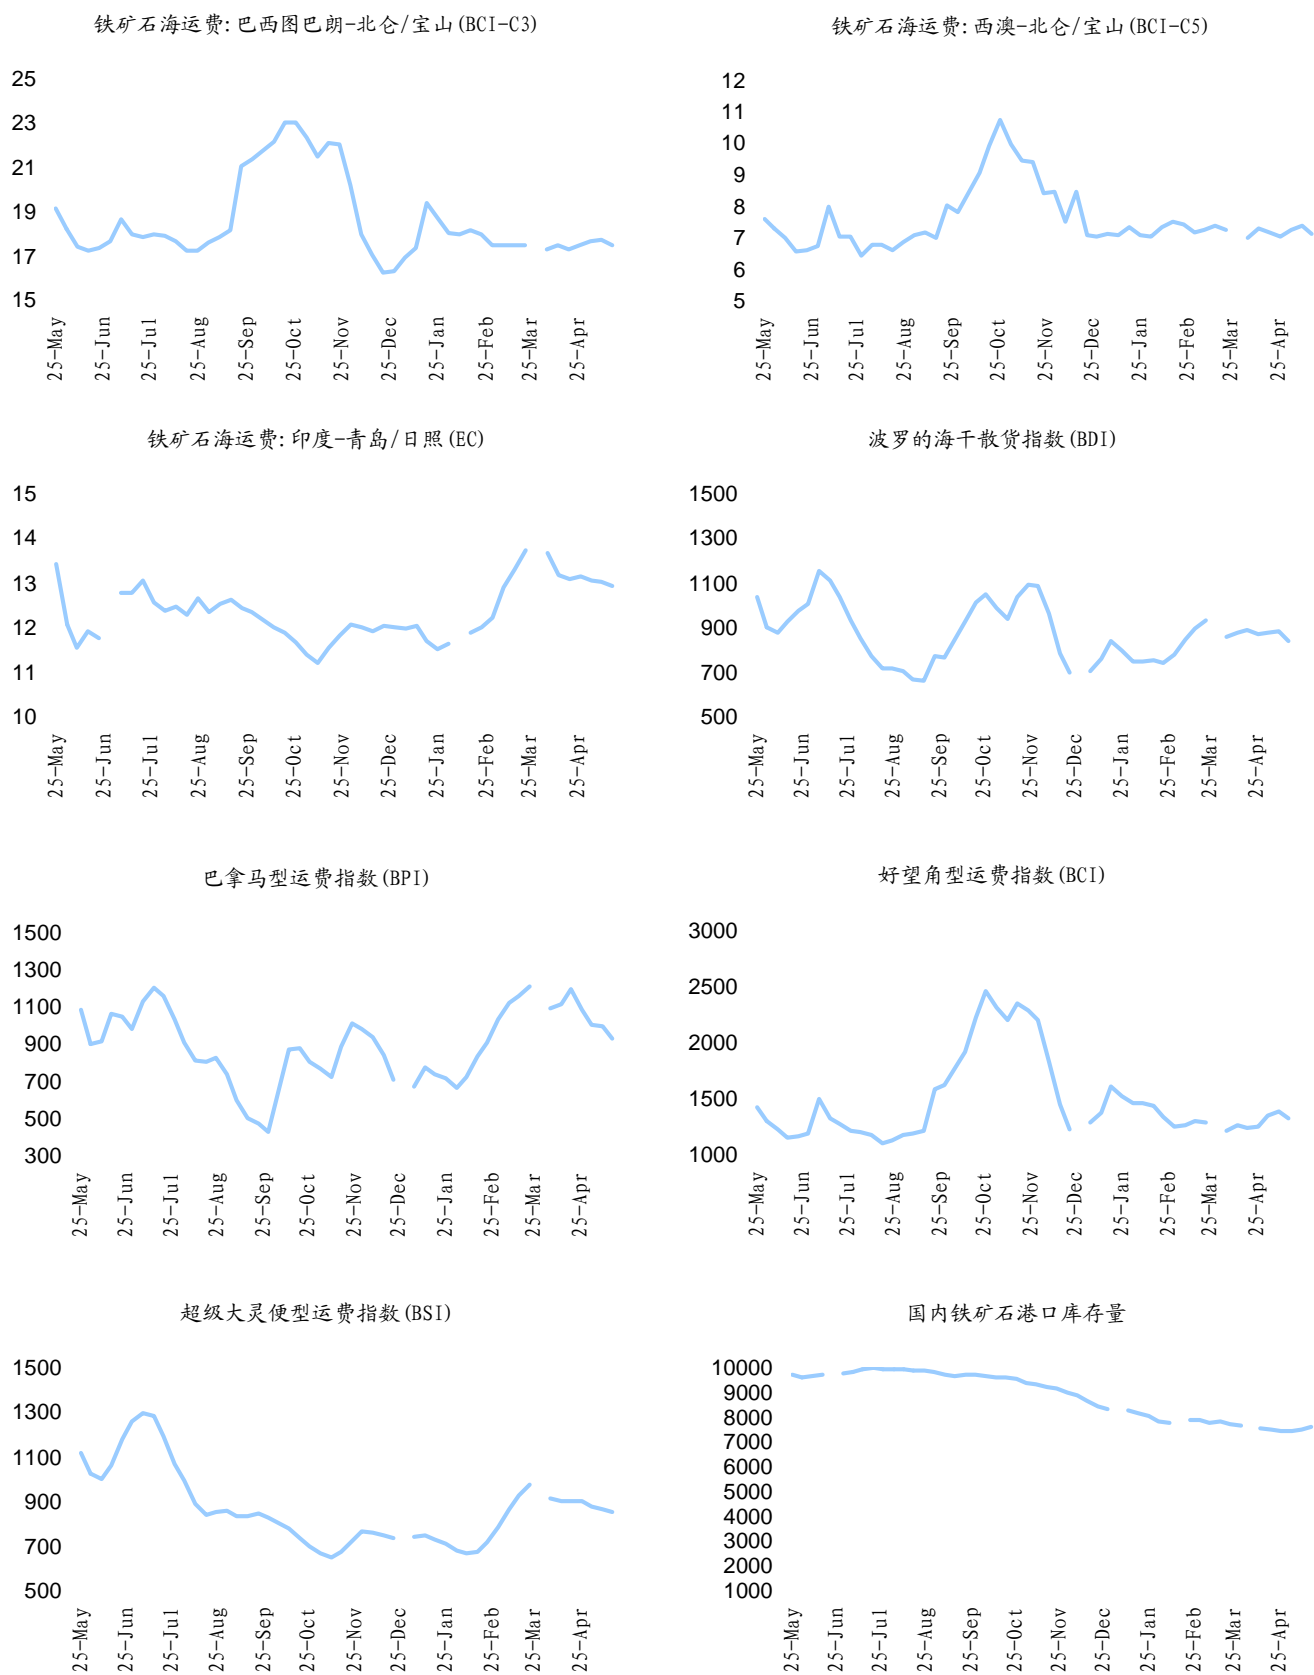 铁矿石海运费:巴西图巴朗-北仑/宝山(BCI-C3)
25
23
21
19
17
15
25-May
25-Jun
25-Jul
25-Aug
25-Sep
25-Oct
25-Nov
25-Dec
25-Jan
25-Feb
25-Mar
25-Apr
铁矿石海运费:西澳-北仑/宝山(BCI-C5)
12
11
10
9
8
7
6
5
25-May
25-Jun
25-Jul
25-Aug
25-Sep
25-Oct
25-Nov
25-Dec
25-Jan
25-Feb
25-Mar
25-Apr
铁矿石海运费:印度-青岛/日照(EC)
15
14
13
12
11
10
25-May
25-Jun
25-Jul
25-Aug
25-Sep
25-Oct
25-Nov
25-Dec
25-Jan
25-Feb
25-Mar
25-Apr
波罗的海干散货指数(BDI)
1500
1300
1100
900
700
500
25-May
25-Jun
25-Jul
25-Aug
25-Sep
25-Oct
25-Nov
25-Dec
25-Jan
25-Feb
25-Mar
25-Apr
巴拿马型运费指数(BPI)
1500
1300
1100
900
700
500
300
25-May
25-Jun
25-Jul
25-Aug
25-Sep
25-Oct
25-Nov
25-Dec
25-Jan
25-Feb
25-Mar
25-Apr
好望角型运费指数(BCI)
3000
2500
2000
1500
1000
25-May
25-Jun
25-Jul
25-Aug
25-Sep
25-Oct
25-Nov
25-Dec
25-Jan
25-Feb
25-Mar
25-Apr
超级大灵便型运费指数(BSI)
1500
1300
1100
900
700
500
25-May
25-Jun
25-Jul
25-Aug
25-Sep
25-Oct
25-Nov
25-Dec
25-Jan
25-Feb
25-Mar
25-Apr
国内铁矿石港口库存量
10000
9000
8000
7000
6000
5000
4000
3000
2000
1000
25-May
25-Jun
25-Jul
25-Aug
25-Sep
25-Oct
25-Nov
25-Dec
25-Jan
25-Feb
25-Mar
25-Apr